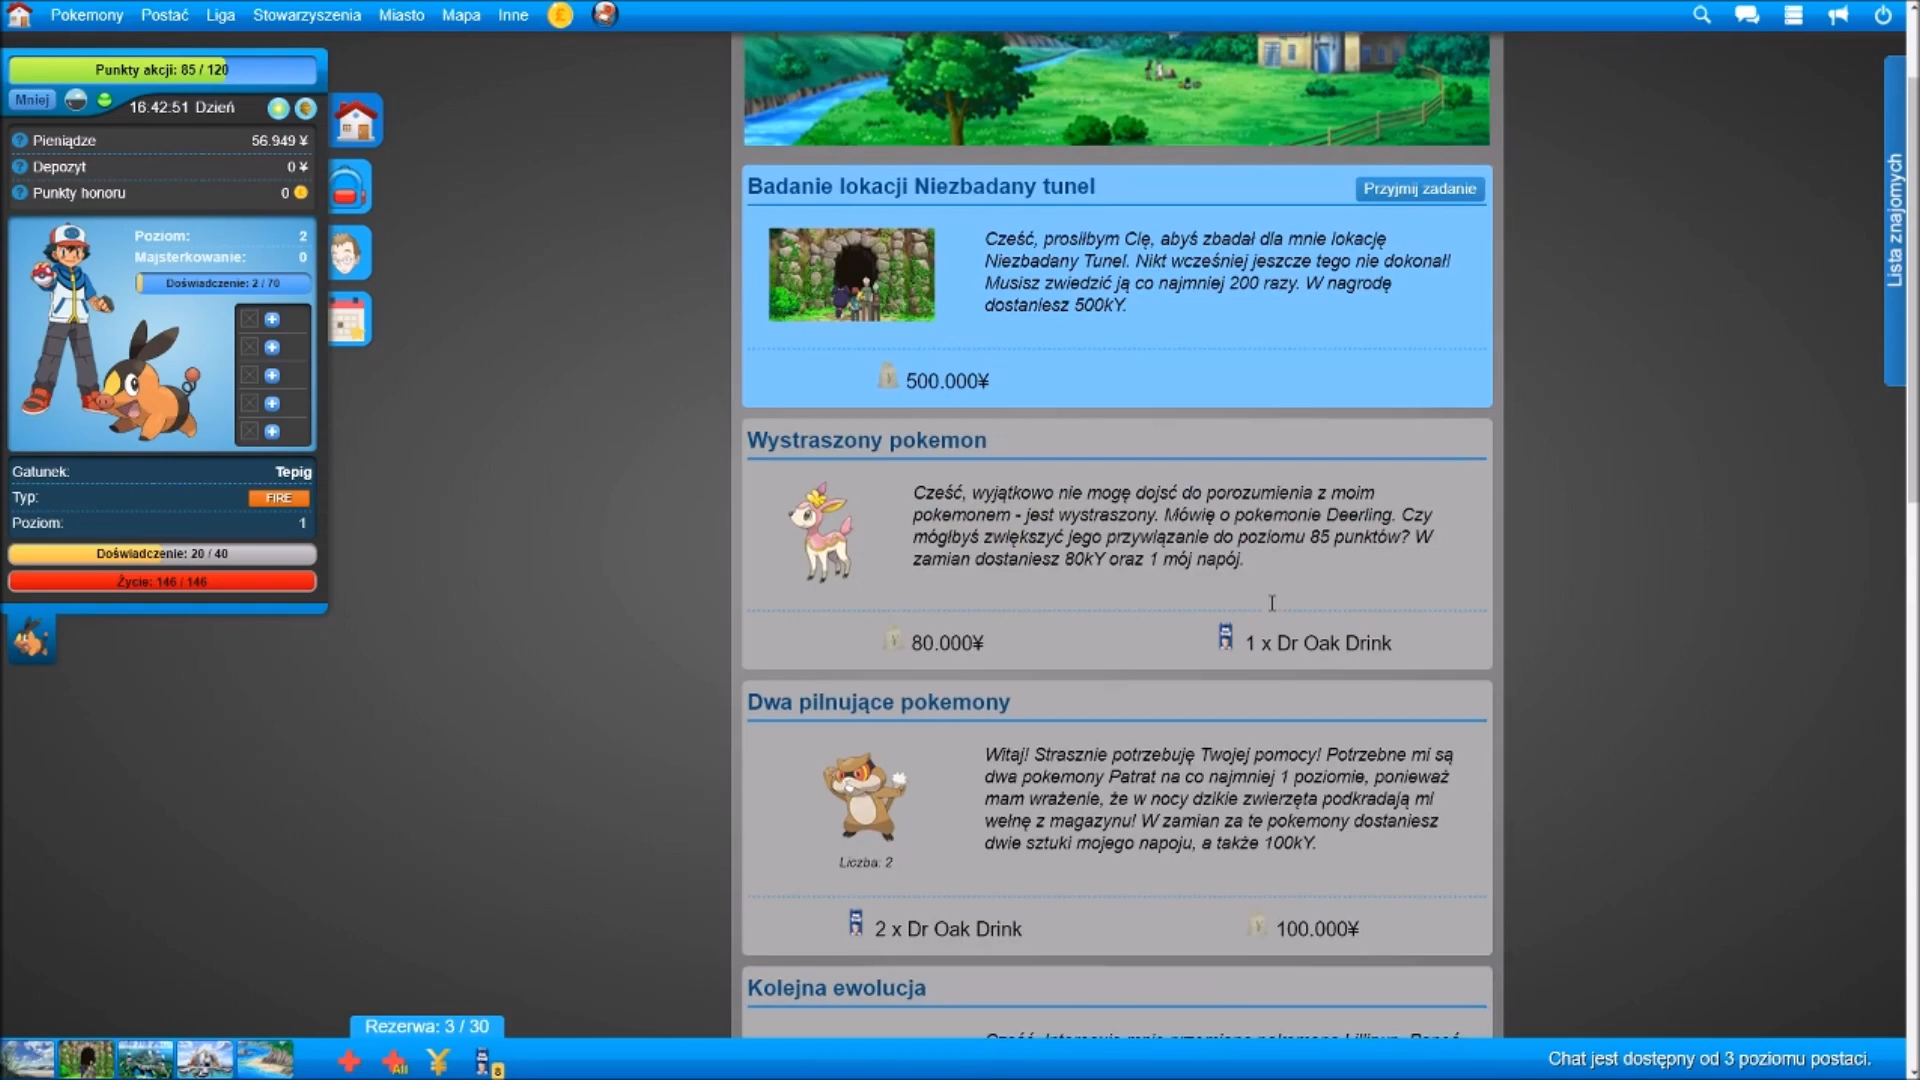 Pokemony Postać Liga Stowarzyszenia Miasto Mapa Inne
Punkty akcji: 85 / 120
Mniej 16.42.51 Dzień
Pieniądze 56.949 ¥
Depozyt 0 ¥
Punkty honoru 0
Poziom: 2
Majsterkowanie: 0
Doświadczenie: 2 / 70
Gatunek: Tepig
Typ: FIRE
Poziom: 1
Doświadczenie: 20 / 40
Życie: 146 / 146
Badanie lokacji Niezbadany tunel
Przyjmij zadanie
Cześć, prosiłbym Cię, abyś zbadał dla mnie lokację
Niezbadany Tunel. Nikt wcześniej jeszcze tego nie dokonał!
Musisz zwiedzić ją co najmniej 200 razy. W nagrodę
dostaniesz 500kY.
500.000¥
Wystraszony pokemon
Cześć, wyjątkowo nie mogę dojść do porozumienia z moim
pokemonem - jest wystraszony. Mówię o pokemonie Deerling. Czy
mógłbyś zwiększyć jego przywiązanie do poziomu 85 punktów? W
zamian dostaniesz 80kY oraz 1 mój napój.
80.000¥ 1 x Dr Oak Drink
Dwa pilnujące pokemony
Witaj! Strasznie potrzebuję Twojej pomocy! Potrzebne mi są
dwa pokemony Patrat na co najmniej 1 poziomie, ponieważ
mam wrażenie, że w nocy dzikie zwierzęta podkradają mi
wełnę z magazynu! W zamian za te pokemony dostaniesz
dwie sztuki mojego napoju, a także 100kY.
Liczba: 2
2 x Dr Oak Drink 100.000¥
Kolejna ewolucja
Lista znajomych
Rezerwa: 3 / 30
All
8
Chat jest dostępny od 3 poziomu postaci.